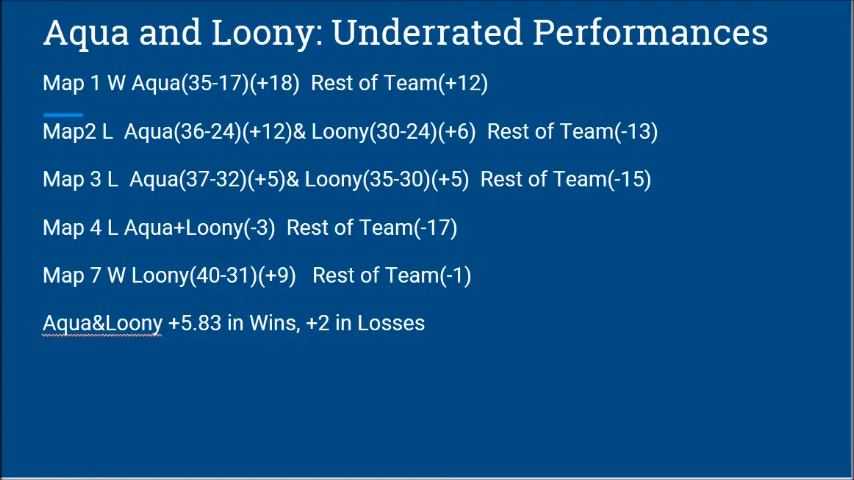 Aqua and Loony: Underrated Performances
Map 1 W Aqua(35-17)(+18)  Rest of Team(+12)
Map2 L  Aqua(36-24)(+12)& Loony(30-24)(+6)  Rest of Team(-13)
Map 3 L  Aqua(37-32)(+5)& Loony(35-30)(+5)  Rest of Team(-15)
Map 4 L Aqua+Loony(-3)  Rest of Team(-17)
Map 7 W Loony(40-31)(+9)   Rest of Team(-1)
Aqua&Loony +5.83 in Wins, +2 in Losses